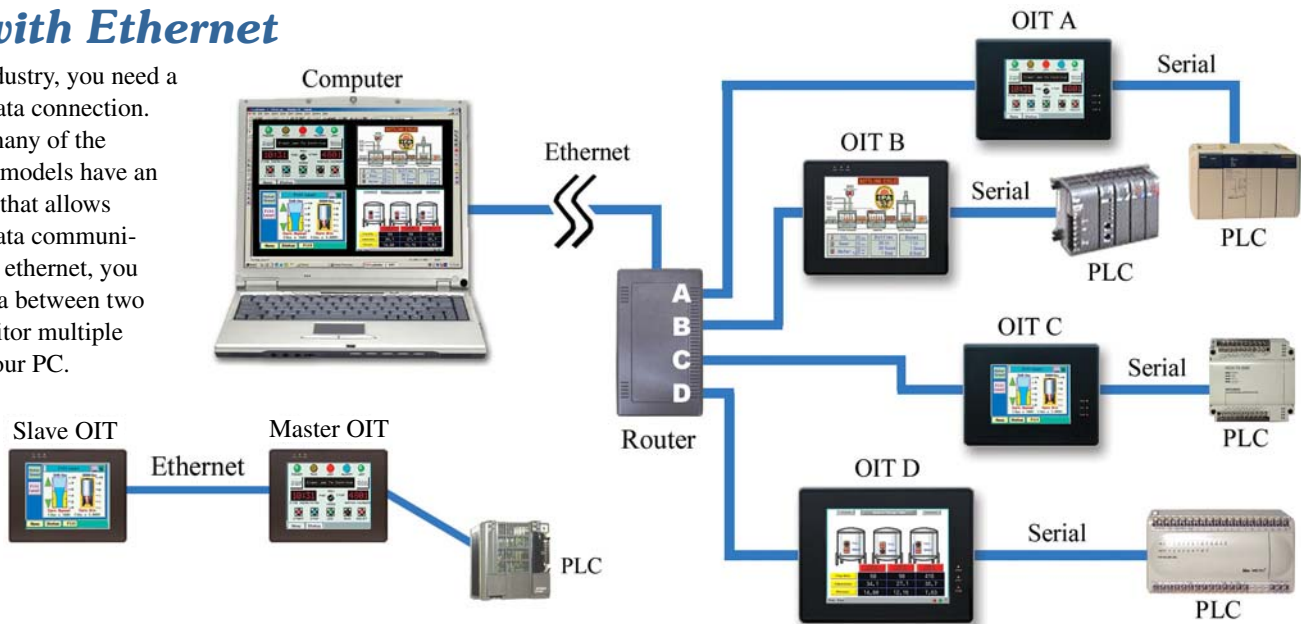 with Ethernet
dustry, you need a
ata connection.
many of the
models have an
that allows
ata communi-
ethernet, you
a between two
itor multiple
our PC.
Computer
Ethernet
A
B
C
D
Router
OIT A
Serial
PLC
OIT B
Serial
PLC
OIT C
Serial
PLC
OIT D
Serial
PLC
Slave OIT
Ethernet
Master OIT
PLC